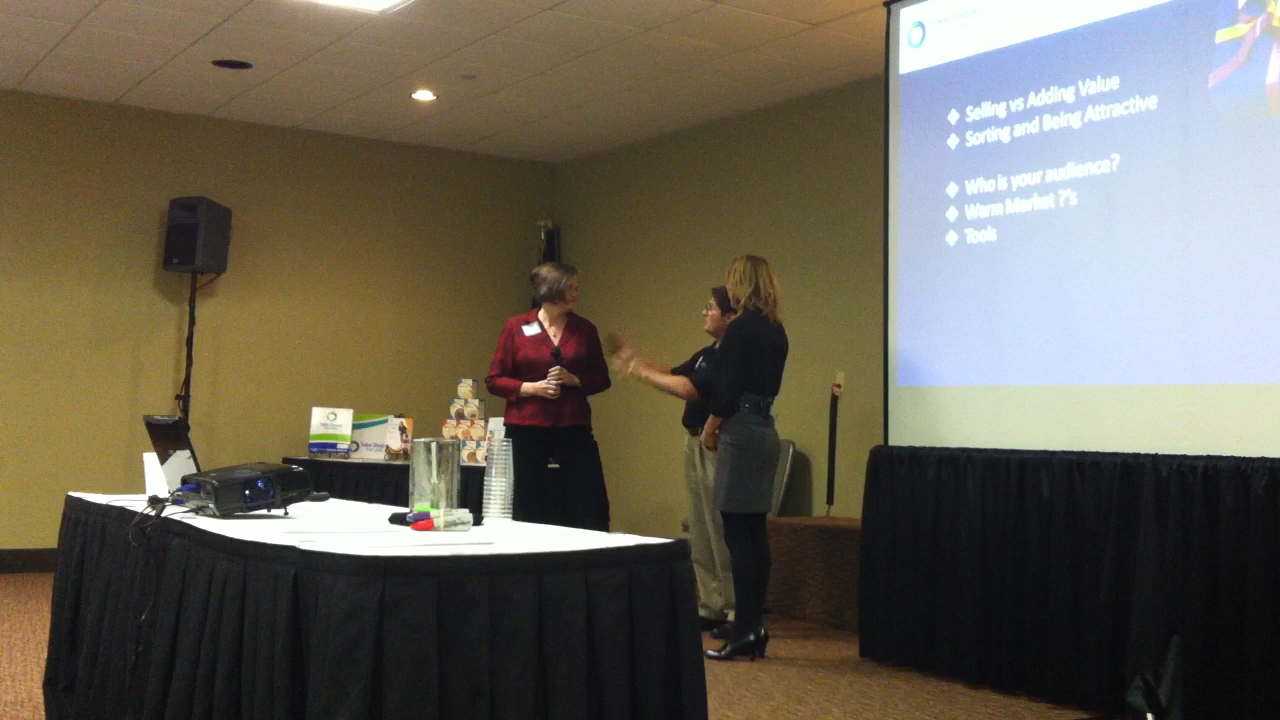 Selling vs Adding Value
Sorting and Being Attractive
Who is your audience?
Warm Market ?'s
Tools